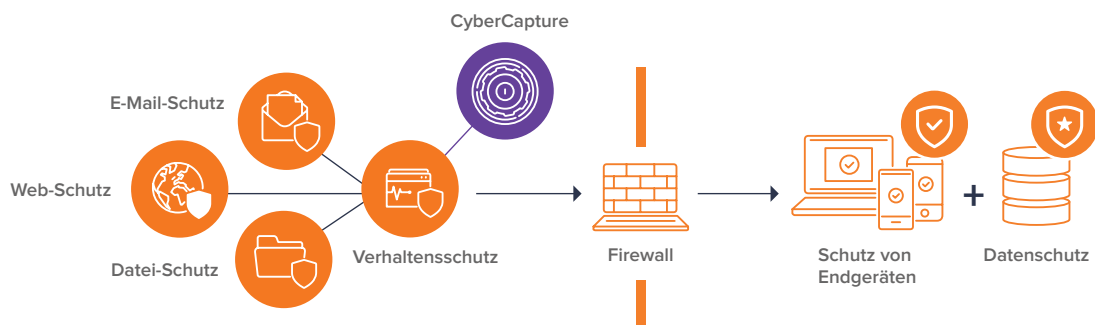 CyberCapture
E-Mail-Schutz
Web-Schutz
Datei-Schutz
Verhaltensschutz
Firewall
Schutz von
Endgeräten
Datenschutz